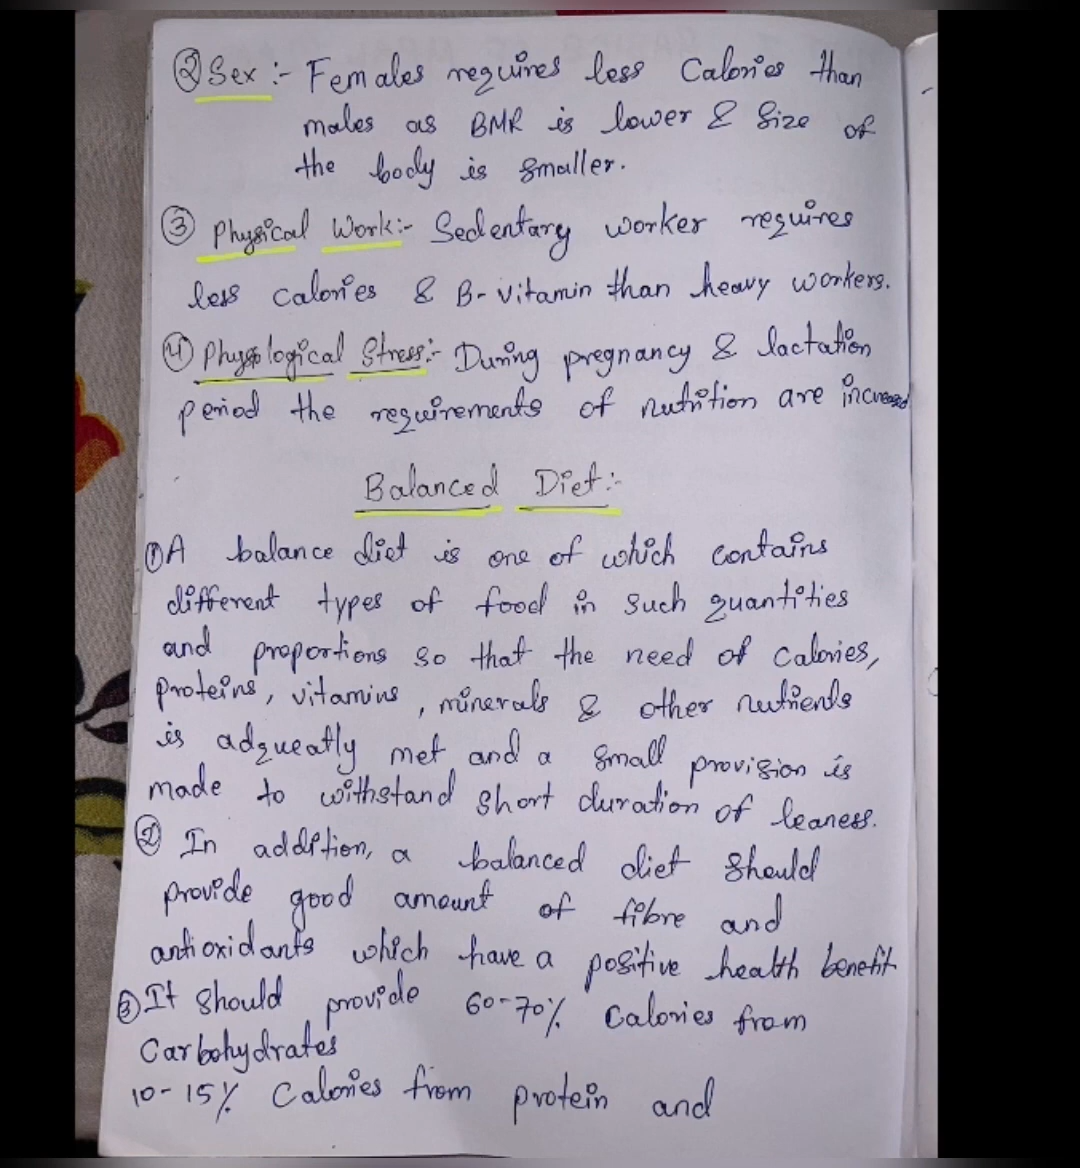 ② Sex :- Females requires less Calories than
males as BMR is lower & Size of
the body is smaller.
③ Physical Work:- Sedentary worker requires
less calories & B-vitamin than heavy workers.
④ Physological Stress:- During pregnancy & lactation
period the requirements of nutrition are increased
Balanced Diet:-
① A balance diet is one of which contains
different types of food in such quantities
and proportions so that the need of calories,
Proteins, vitamins, minerals & other nutrients
is adqueatly met and a small provision is
made to withstand short duration of leaness.
② In addition, a balanced diet should
provide good amount of fibre and
antioxidants which have a positive health benefit
③ It should provide 60-70% Calories from
Carbohydrates
10-15% Calories from protein and